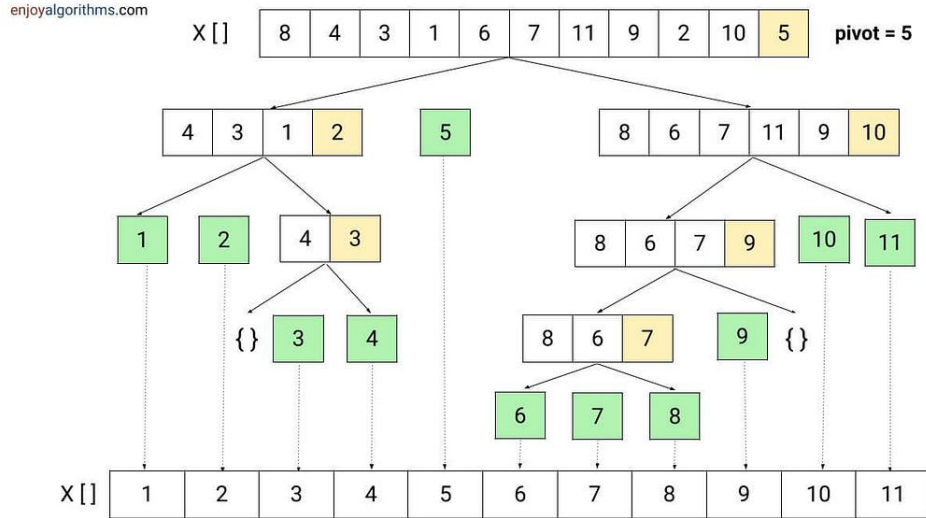 enjoyalgorithms.com
X [ ] 8 4 3 1 6 7 11 9 2 10 5 pivot = 5
4 3 1 2 5 8 6 7 11 9 10
1 2 4 3 8 6 7 9 10 11
{ } 3 4 8 6 7 9 { }
6 7 8
X [ ] 1 2 3 4 5 6 7 8 9 10 11